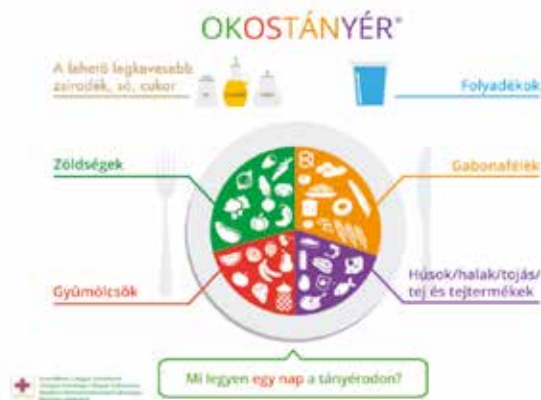 OKOSTÁNYÉR®
A lehető legkevesebb
zsiradék, só, cukor
Folyadékok
Zöldségek
Gabonafélék
Gyümölcsök
Húsok/halak/tojás/
tej és tejtermékek
Mi legyen egy nap a tányérodon?